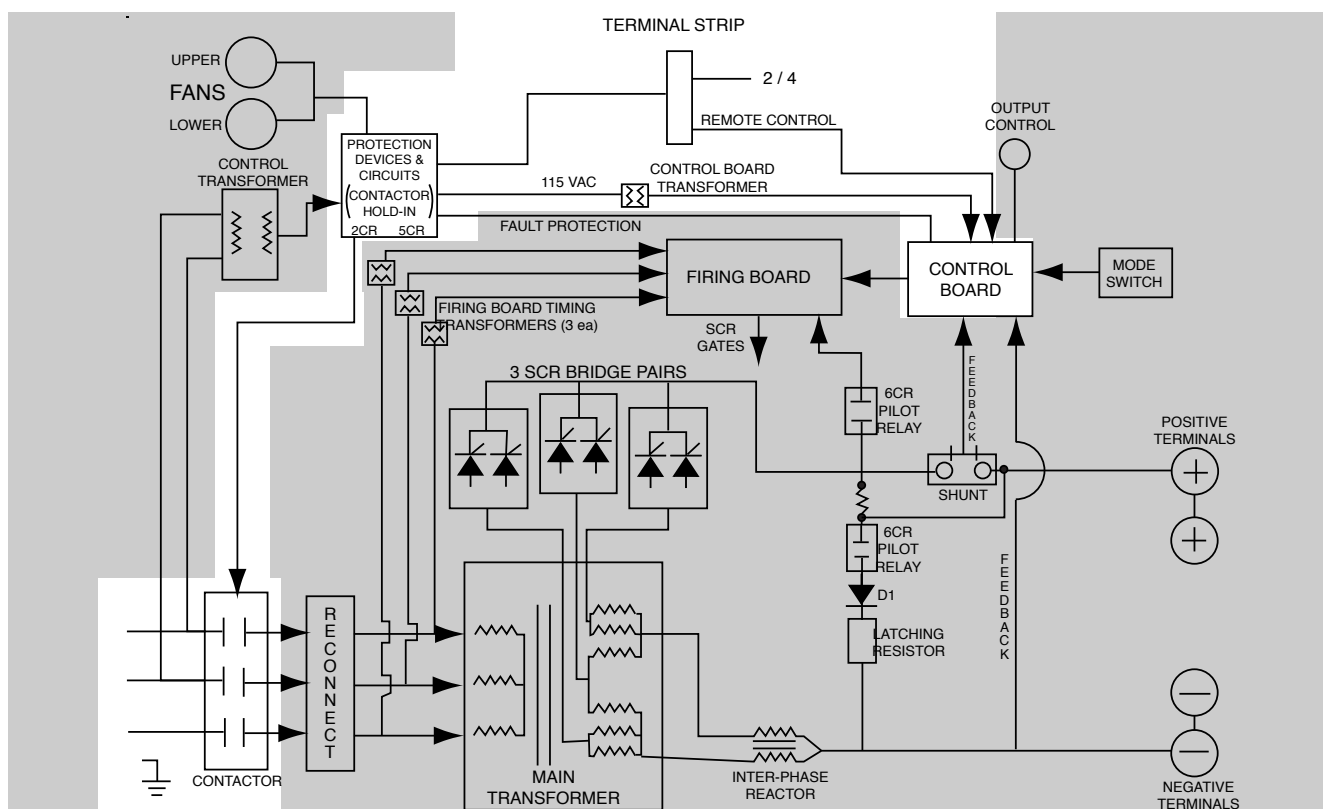 TERMINAL STRIP
UPPER
FANS
LOWER
2 / 4
REMOTE CONTROL
OUTPUT
CONTROL
CONTROL
TRANSFORMER
PROTECTION
DEVICES &
CIRCUITS
(CONTACTOR
HOLD-IN)
2CR 5CR
115 VAC
CONTROL BOARD
TRANSFORMER
FAULT PROTECTION
FIRING BOARD
CONTROL
BOARD
MODE
SWITCH
FIRING BOARD TIMING
TRANSFORMERS (3 ea)
SCR
GATES
3 SCR BRIDGE PAIRS
6CR
PILOT
RELAY
FEEDBACK
POSITIVE
TERMINALS
+
SHUNT
+
6CR
PILOT
RELAY
D1
FEEDBACK
LATCHING
RESISTOR
RECONNECT
CONTACTOR
MAIN
TRANSFORMER
INTER-PHASE
REACTOR
—
—
NEGATIVE
TERMINALS